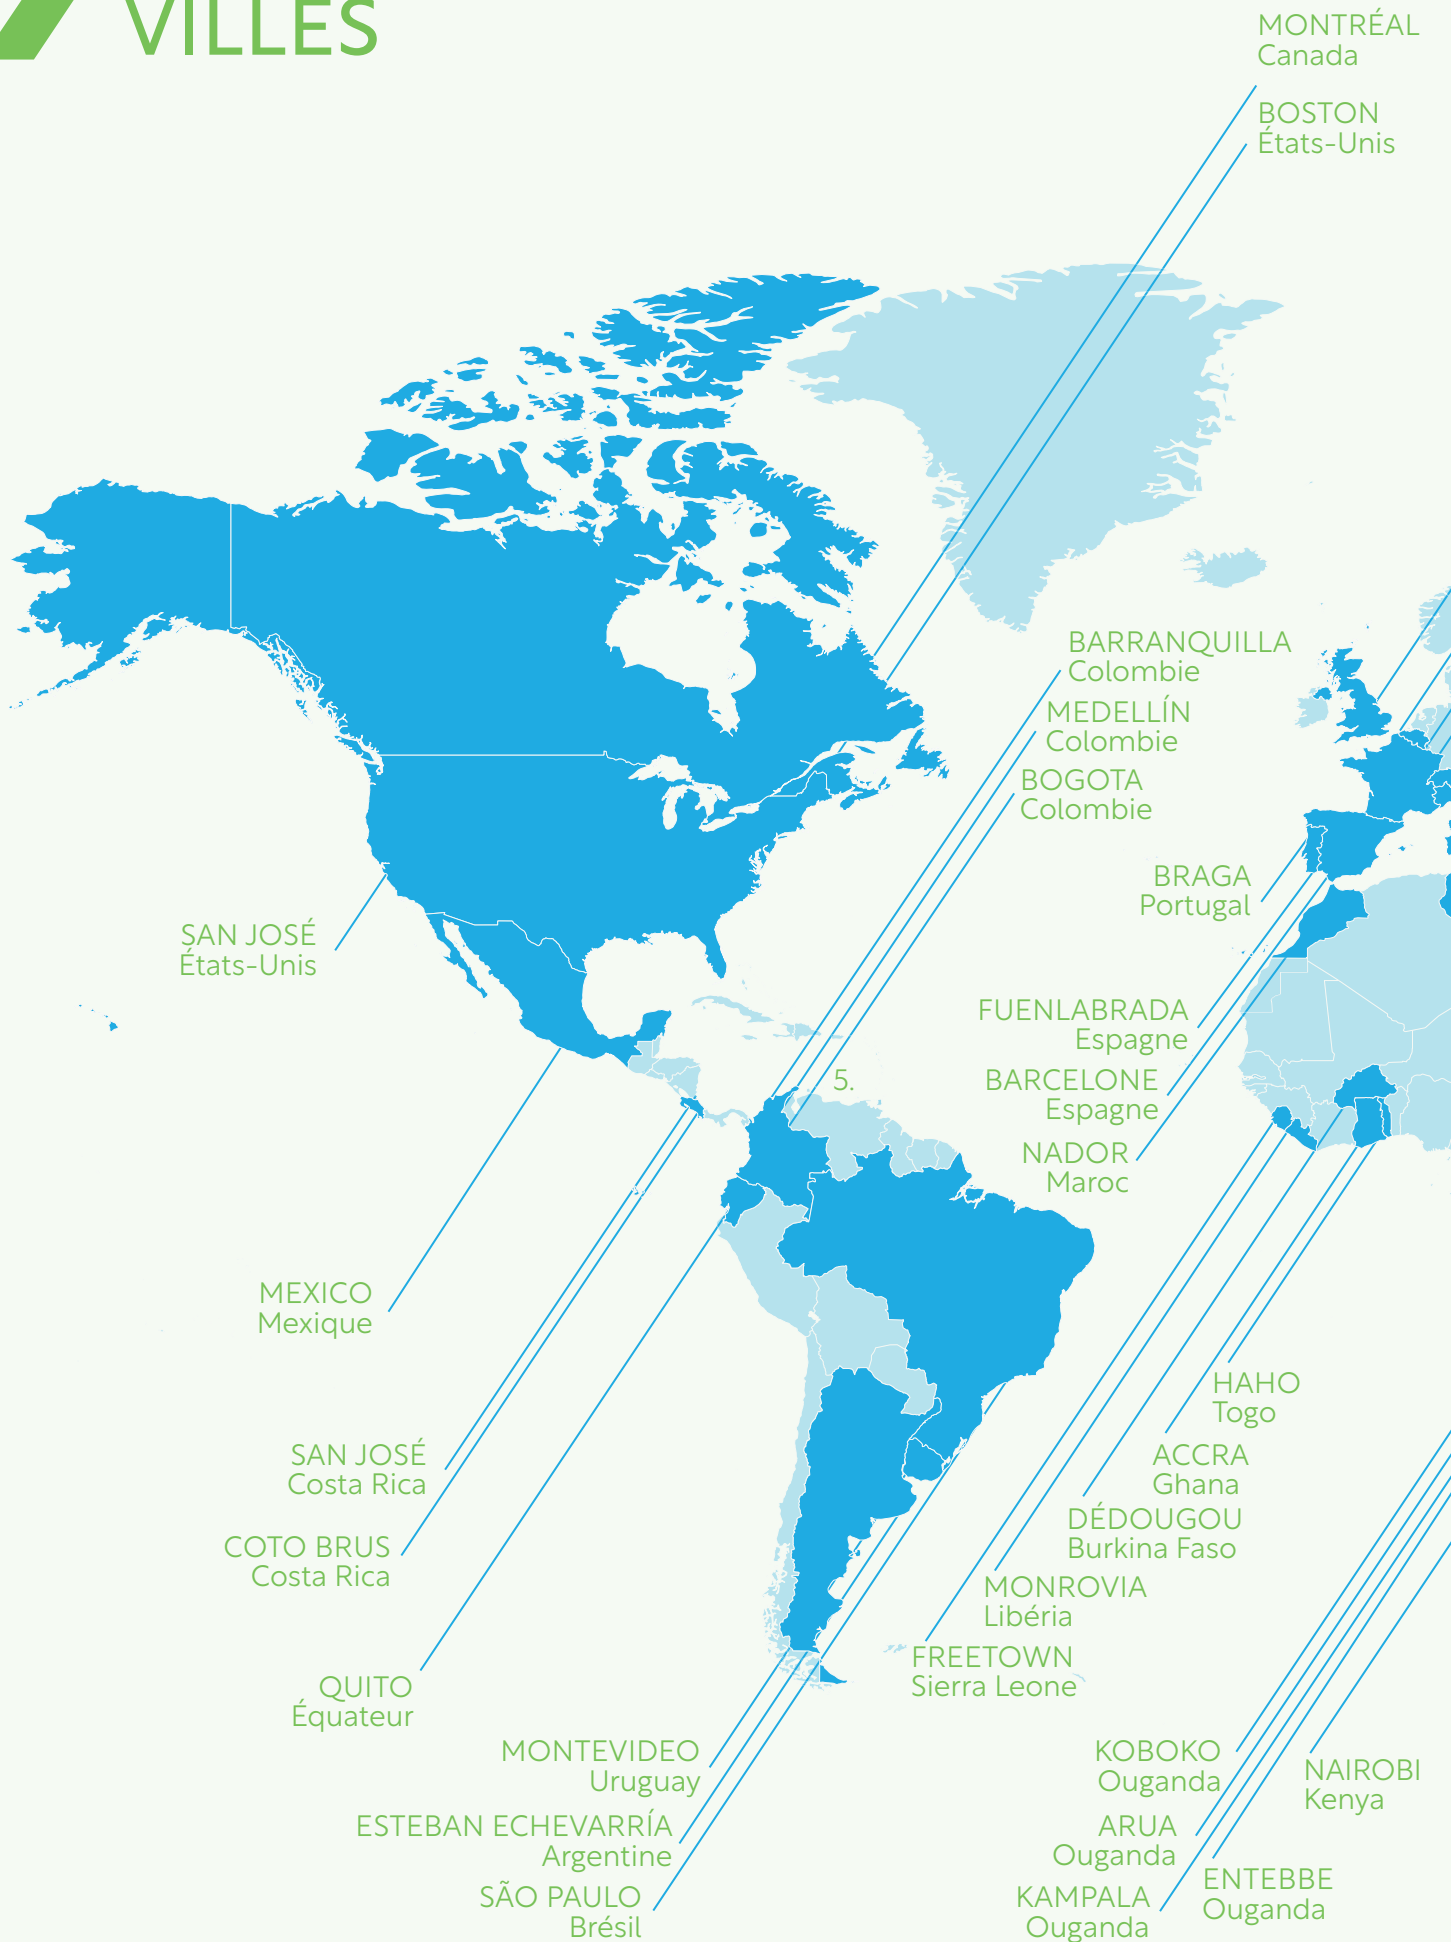 VILLES
MONTRÉAL
Canada
BOSTON
États-Unis
BARRANQUILLA
Colombie
MEDELLÍN
Colombie
BOGOTA
Colombie
BRAGA
Portugal
SAN JOSÉ
États-Unis
FUENLABRADA
Espagne
5.
BARCELONE
Espagne
NADOR
Maroc
MEXICO
Mexique
HAHO
Togo
SAN JOSÉ
Costa Rica
ACCRA
Ghana
DÉDOUGOU
Burkina Faso
COTO BRUS
Costa Rica
MONROVIA
Libéria
FREETOWN
Sierra Leone
QUITO
Équateur
MONTEVIDEO
Uruguay
KOBOKO
Ouganda
NAIROBI
Kenya
ESTEBAN ECHEVARRÍA
Argentine
ARUA
Ouganda
ENTEBBE
Ouganda
SÃO PAULO
Brésil
KAMPALA
Ouganda